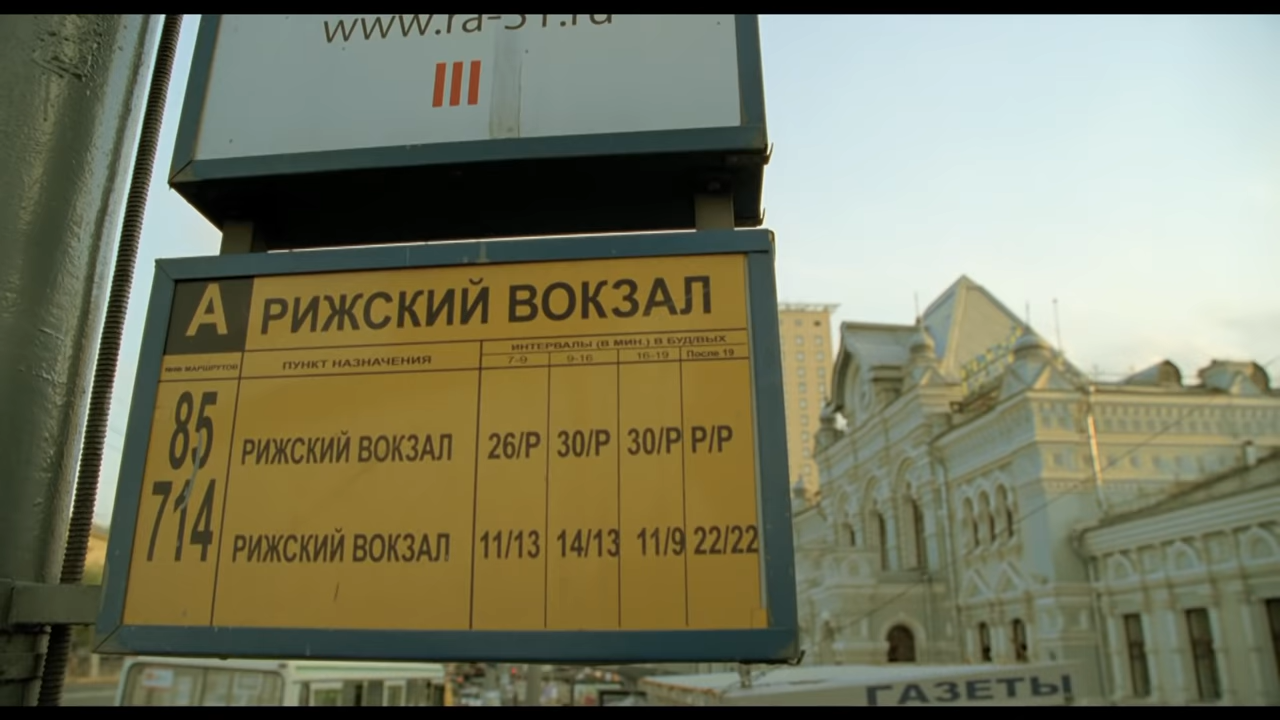 www.ra-51.ru
А РИЖСКИЙ ВОКЗАЛ
ПУНКТ НАЗНАЧЕНИЯ ИНТЕРВАЛЫ (В МИН.) В БУД/ВЫХ
МАРШРУТОВ 7-9 9-16 16-19 После 19
85 РИЖСКИЙ ВОКЗАЛ 26/Р 30/Р 30/Р Р/Р
714 РИЖСКИЙ ВОКЗАЛ 11/13 14/13 11/9 22/22
ГАЗЕТЫ